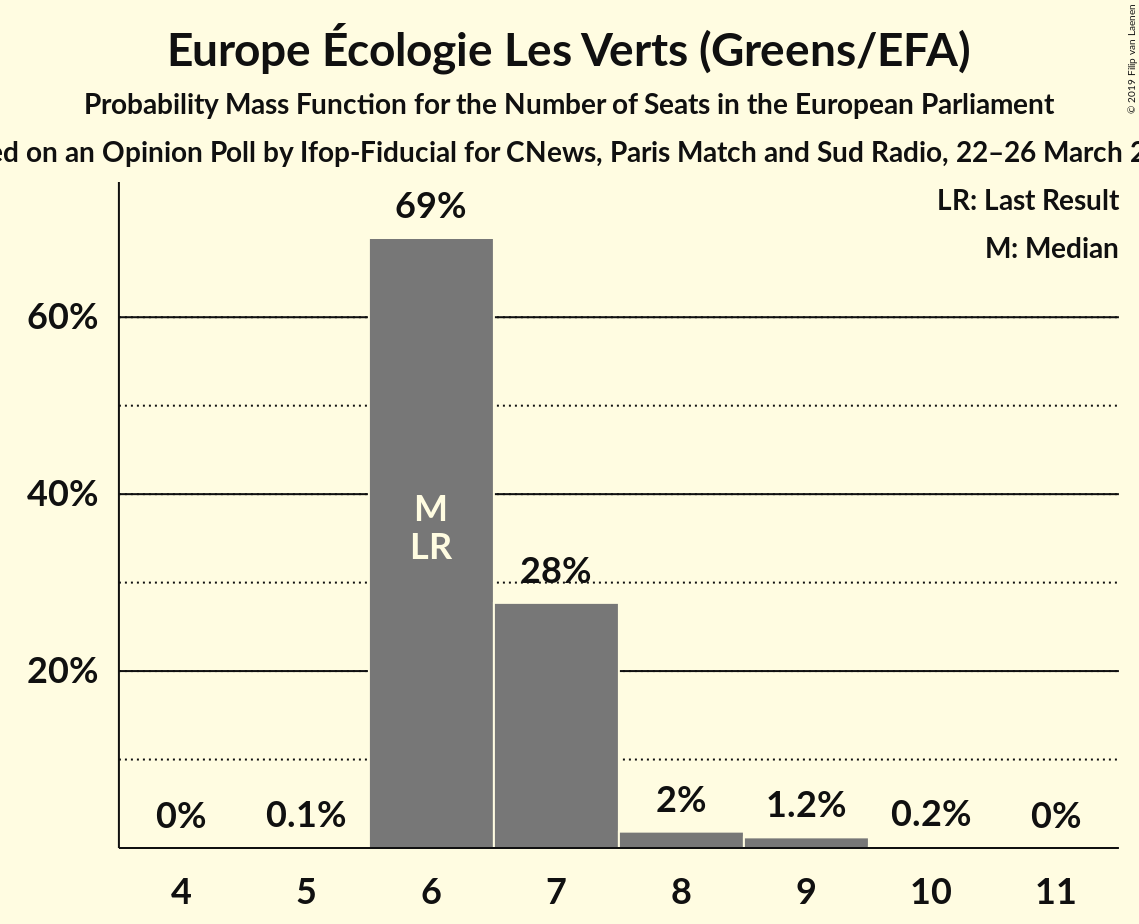 Europe Écologie Les Verts (Greens/EFA)
Probability Mass Function for the Number of Seats in the European Parliament
on an Opinion Poll by Ifop-Fiducial for CNews, Paris Match and Sud Radio, 22–26 March
© 2019 Filip van Laenen
LR: Last Result
M: Median
69%
60%
40%
20%
M
LR
28%
0%
0.1%
2%
1.2%
0.2%
0%
4 5 6 7 8 9 10 11